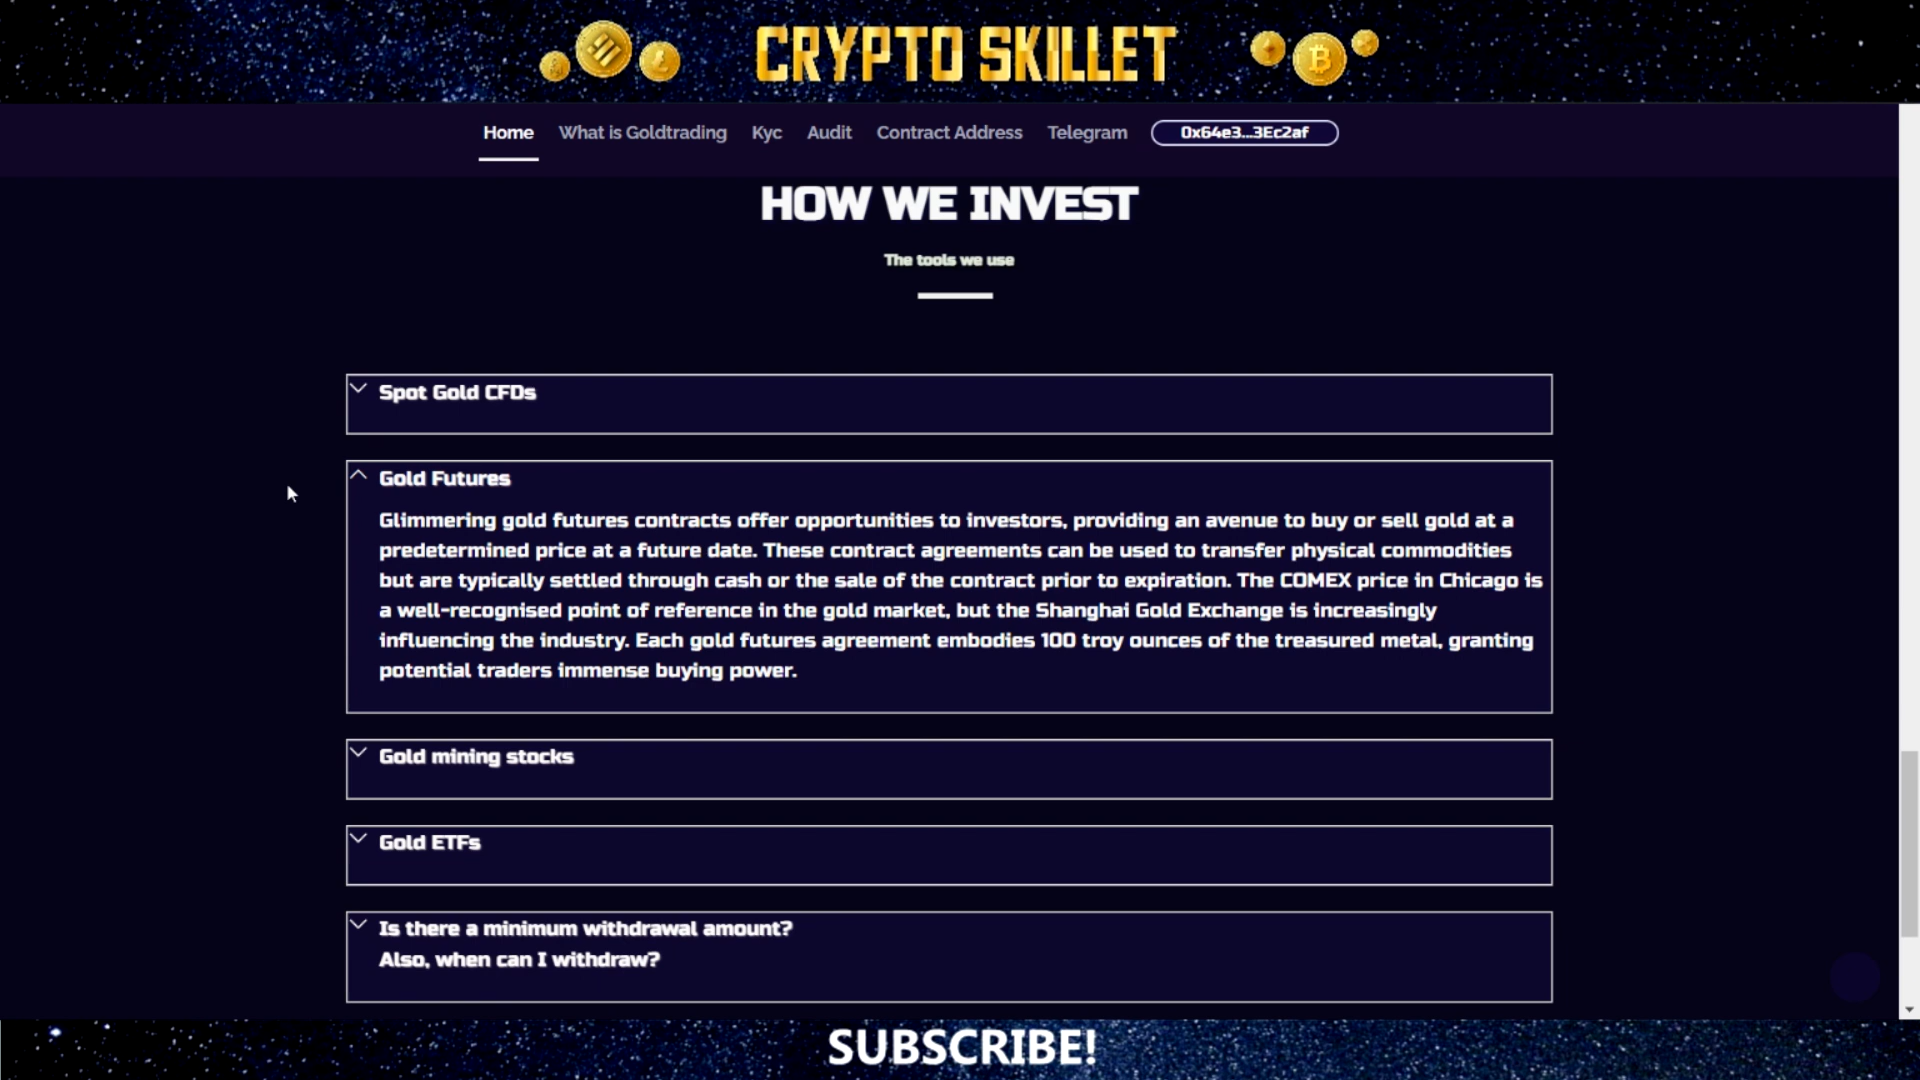 CRYPTO SKILLET
Home What is Goldtrading Kyc Audit Contract Address Telegram 0x64e3...3Ec2af
HOW WE INVEST
The tools we use
Spot Gold CFDs
Gold Futures
Glimmering gold futures contracts offer opportunities to investors, providing an avenue to buy or sell gold at a
predetermined price at a future date. These contract agreements can be used to transfer physical commodities
but are typically settled through cash or the sale of the contract prior to expiration. The COMEX price in Chicago is
a well-recognised point of reference in the gold market, but the Shanghai Gold Exchange is increasingly
influencing the industry. Each gold futures agreement embodies 100 troy ounces of the treasured metal, granting
potential traders immense buying power.
Gold mining stocks
Gold ETFs
Is there a minimum withdrawal amount?
Also, when can I withdraw?
SUBSCRIBE!